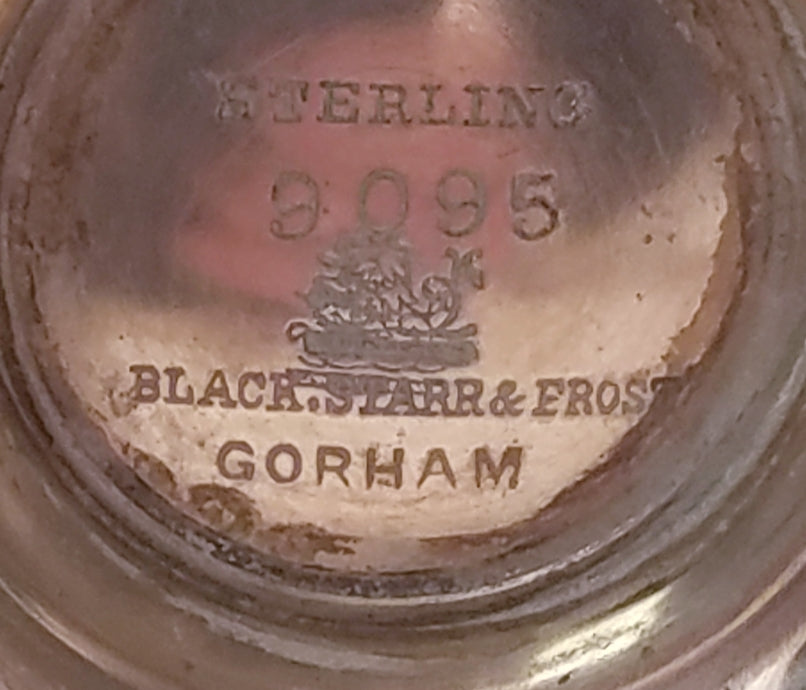 STERLING
9095
BLACK, STARR & FROST
GORHAM